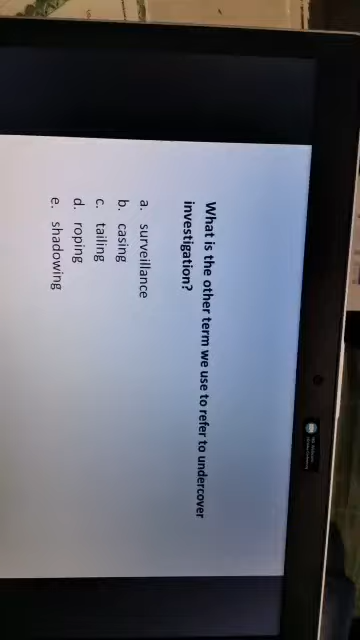 What is the other term we use to refer to undercover
investigation?
a. surveillance
b. casing
c. tailing
d. roping
e. shadowing